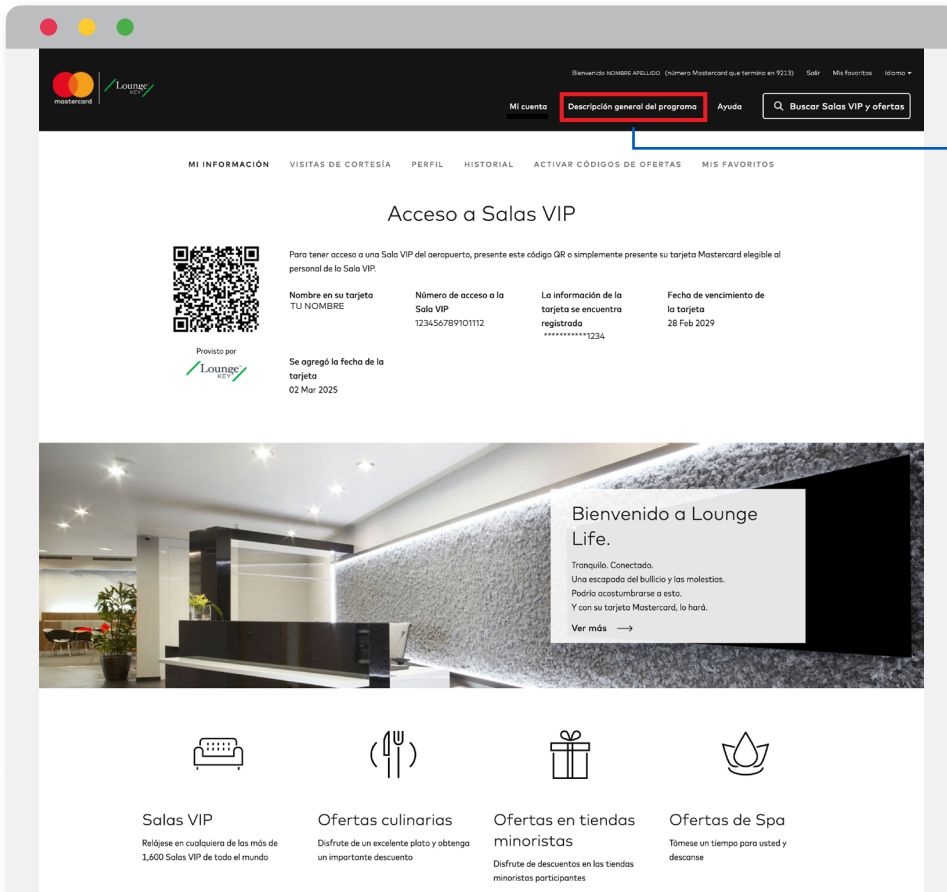 Bienvenido NOMBRE APELLIDO (número Mastercard que termina en 9213) Salir Mis favoritos Idioma
mastercard
Lounge
KEY
Mi cuenta Descripción general del programa Ayuda Buscar Salas VIP y ofertas
MI INFORMACIÓN VISITAS DE CORTESÍA PERFIL HISTORIAL ACTIVAR CÓDIGOS DE OFERTAS MIS FAVORITOS
Acceso a Salas VIP
Para tener acceso a una Sala VIP del aeropuerto, presente este código QR o simplemente presente su tarjeta Mastercard elegible al
personal de la Sala VIP.
Nombre en su tarjeta
TU NOMBRE
Número de acceso a la
Sala VIP
123456789101112
La información de la
tarjeta se encuentra
registrada
***********1234
Fecha de vencimiento de
la tarjeta
28 Feb 2029
Provisto por
Lounge
KEY
Se agregó la fecha de la
tarjeta
02 Mar 2025
Bienvenido a Lounge
Life.
Tranquilo. Conectado.
Una escapada del bullicio y las molestias.
Podría acostumbrarse a esto.
Y con su tarjeta Mastercard, lo hará.
Ver más
Salas VIP
Relájese en cualquiera de las más de
1,600 Salas VIP de todo el mundo
Ofertas culinarias
Disfrute de un excelente plato y obtenga
un importante descuento
Ofertas en tiendas
minoristas
Disfrute de descuentos en las tiendas
minoristas participantes
Ofertas de Spa
Tómese un tiempo para usted y
descanse